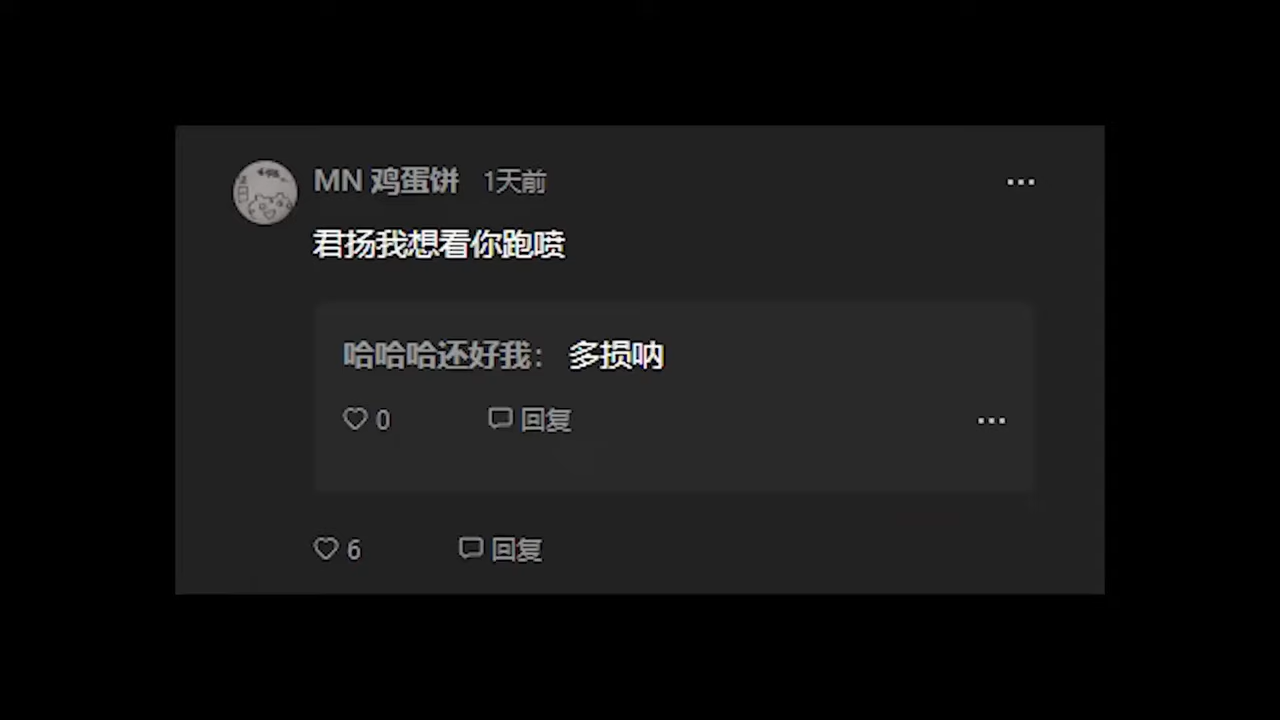 MN 鸡蛋饼 1天前
君扬我想看你跑喷
哈哈哈还好我： 多损呐
0 回复
6 回复